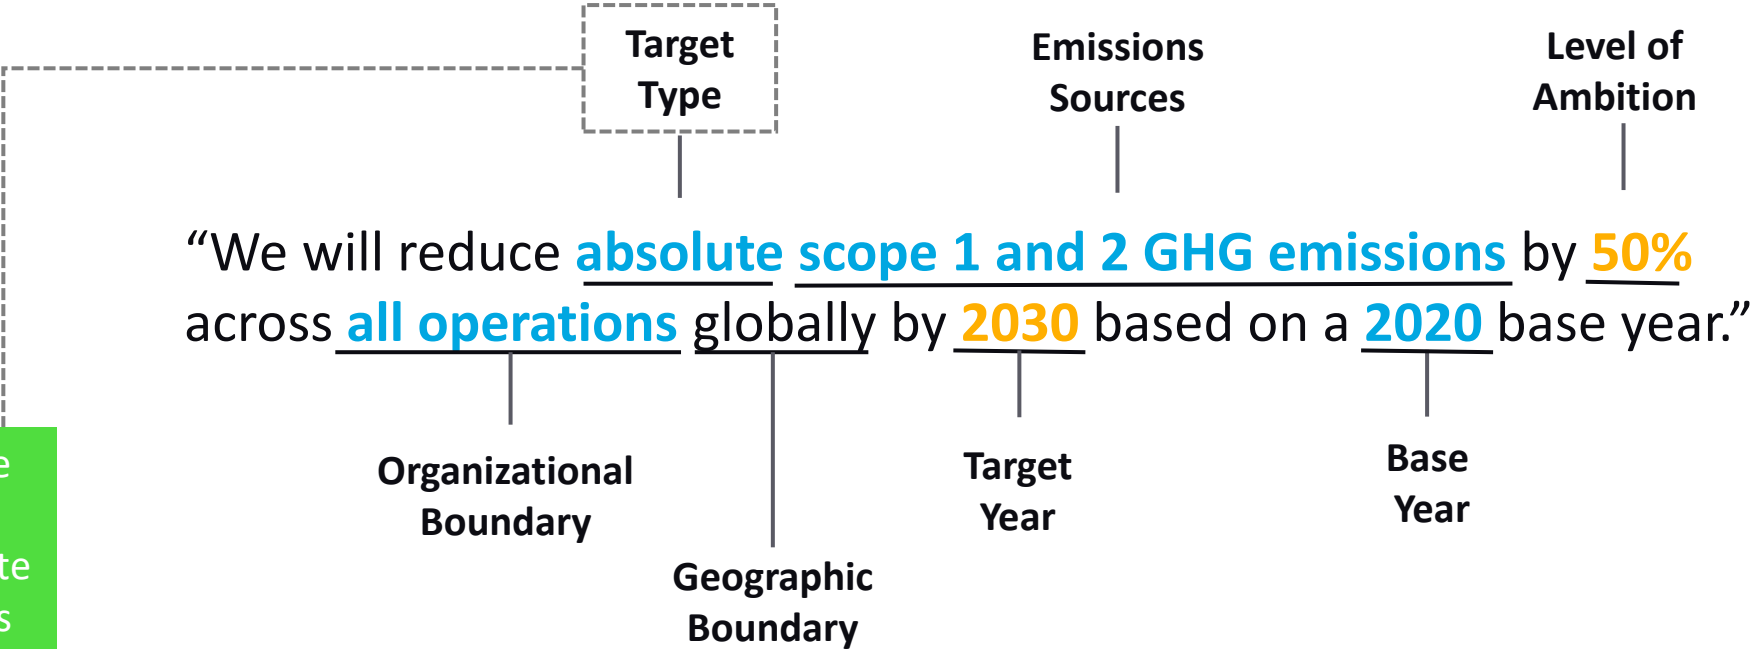 Target
Type
Emissions
Sources
Level of
Ambition
“We will reduce absolute scope 1 and 2 GHG emissions by 50%
across all operations globally by 2030 based on a 2020 base year.”
Organizational
Boundary
Geographic
Boundary
Target
Year
Base
Year